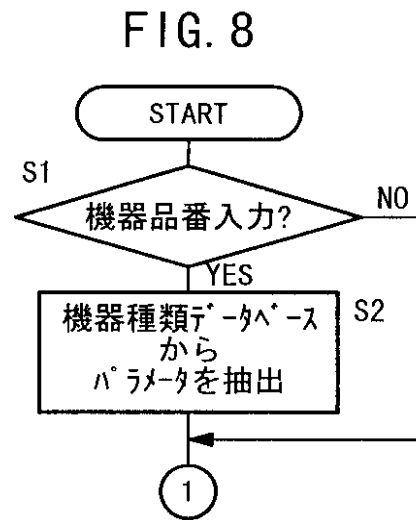 FIG. 8
START
S1
機器品番入力?
NO
YES
機器種類ﾃﾞｰﾀﾍﾞｰｽ
から
ﾊﾟﾗﾒｰﾀを抽出
S2
1